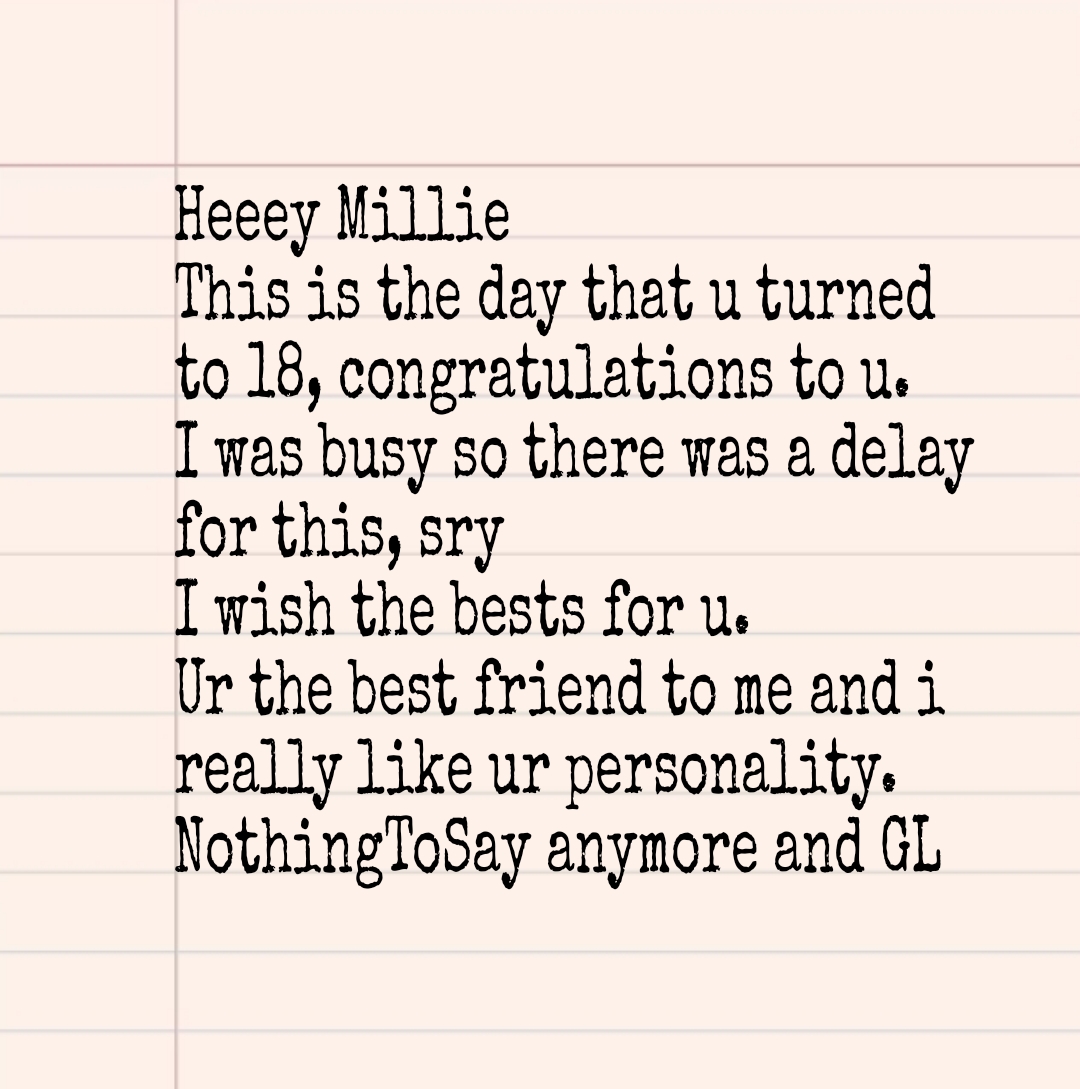 Heeey Millie
This is the day that u turned
to 18, congratulations to u.
I was busy so there was a delay
for this, sry
I wish the bests for u.
Ur the best friend to me and i
really like ur personality.
NothingToSay anymore and GL